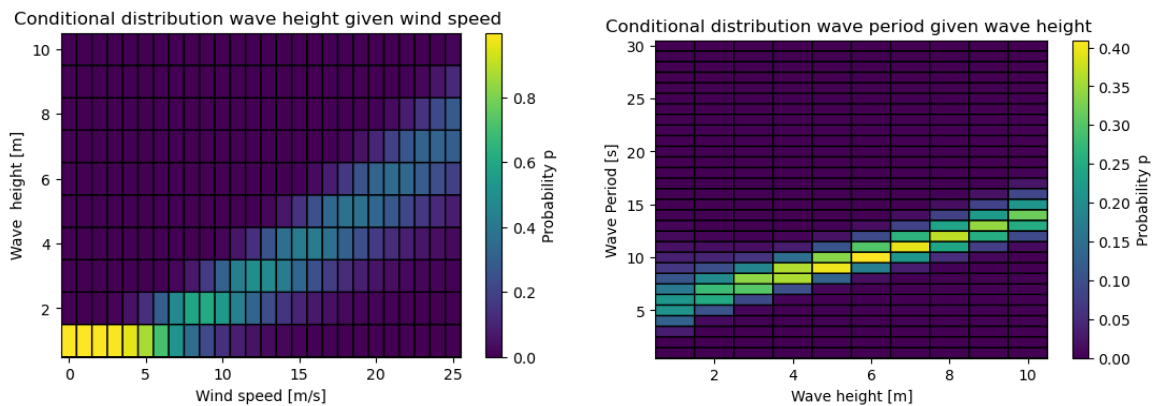 Conditional distribution wave height given wind speed
10
8
6
4
2
Wave height [m]
0 5 10 15 20 25
Wind speed [m/s]
0.8
0.6
0.4
0.2
0.0
Probability p
Conditional distribution wave period given wave height
30
25
20
15
10
5
Wave Period [s]
2 4 6 8 10
Wave height [m]
0.40
0.35
0.30
0.25
0.20
0.15
0.10
0.05
0.00
Probability p